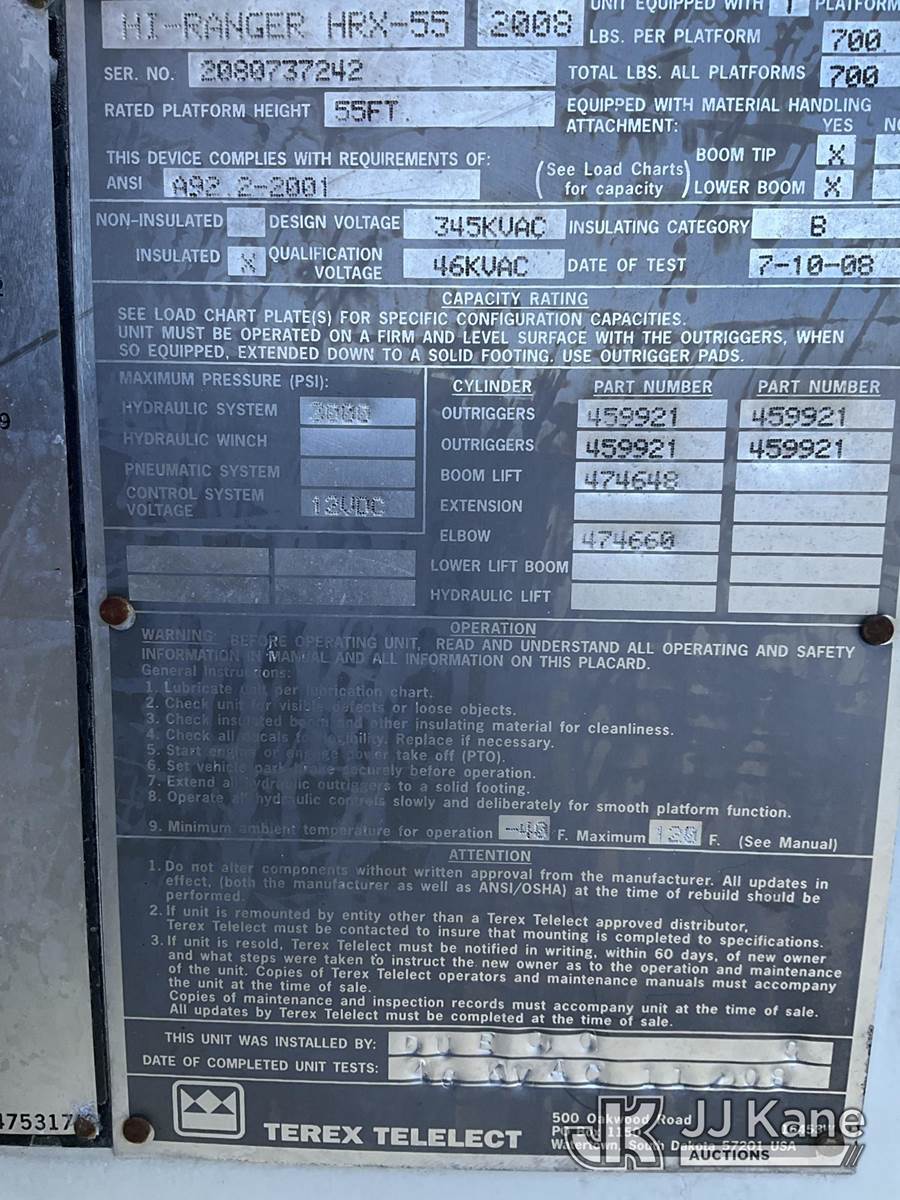 HI-RANGER HRX-55 2008
UNIT EQUIPPED WITH 1 PLATFORM
LBS. PER PLATFORM 700
SER. NO. 2080737242
TOTAL LBS. ALL PLATFORMS 700
RATED PLATFORM HEIGHT 55FT.
EQUIPPED WITH MATERIAL HANDLING
ATTACHMENT: YES
THIS DEVICE COMPLIES WITH REQUIREMENTS OF:
ANSI A92.2-2001
(See Load Charts for capacity)
BOOM TIP X
LOWER BOOM X
NON-INSULATED DESIGN VOLTAGE 345KVAC INSULATING CATEGORY B
INSULATED X QUALIFICATION VOLTAGE 46KVAC DATE OF TEST 7-10-08
CAPACITY RATING
SEE LOAD CHART PLATE(S) FOR SPECIFIC CONFIGURATION CAPACITIES.
UNIT MUST BE OPERATED ON A FIRM AND LEVEL SURFACE WITH THE OUTRIGGERS, WHEN
SO EQUIPPED, EXTENDED DOWN TO A SOLID FOOTING. USE OUTRIGGER PADS.
MAXIMUM PRESSURE (PSI):
HYDRAULIC SYSTEM 3000
HYDRAULIC WINCH
PNEUMATIC SYSTEM
CONTROL SYSTEM
VOLTAGE 12VDC
CYLINDER PART NUMBER PART NUMBER
OUTRIGGERS 459921 459921
OUTRIGGERS 459921 459921
BOOM LIFT 474648
EXTENSION
ELBOW 474660
LOWER LIFT BOOM
HYDRAULIC LIFT
OPERATION
WARNING: BEFORE OPERATING UNIT, READ AND UNDERSTAND ALL OPERATING AND SAFETY
INFORMATION IN MANUAL AND ALL INFORMATION ON THIS PLACARD.
General Instructions:
1. Lubricate unit per lubrication chart.
2. Check unit for visible defects or loose objects.
3. Check insulated boom and other insulating material for cleanliness.
4. Check all decals for legibility. Replace if necessary.
5. Start engine or engage power take off (PTO).
6. Set vehicle park brake securely before operation.
7. Extend all hydraulic outriggers to a solid footing.
8. Operate all hydraulic controls slowly and deliberately for smooth platform function.
9. Minimum ambient temperature for operation -40 F. Maximum 120 F. (See Manual)
ATTENTION
1. Do not alter components without written approval from the manufacturer. All updates in
effect, (both the manufacturer as well as ANSI/OSHA) at the time of rebuild should be
performed.
2. If unit is remounted by entity other than a Terex Telelect approved distributor,
Terex Telelect must be contacted to insure that mounting is completed to specifications.
3. If unit is resold, Terex Telelect must be notified in writing, within 60 days, of new owner
and what steps were taken to instruct the new owner as to the operation and maintenance
of the unit. Copies of Terex Telelect operators and maintenance manuals must accompany
the unit at the time of sale.
Copies of maintenance and inspection records must accompany unit at the time of sale.
All updates by Terex Telelect must be completed at the time of sale.
THIS UNIT WAS INSTALLED BY:
DATE OF COMPLETED UNIT TESTS: 46 KVAC
TEREX TELELECT
500 Oakwood Road
Watertown, South Dakota 57201 USA
475317
JJ Kane
AUCTIONS